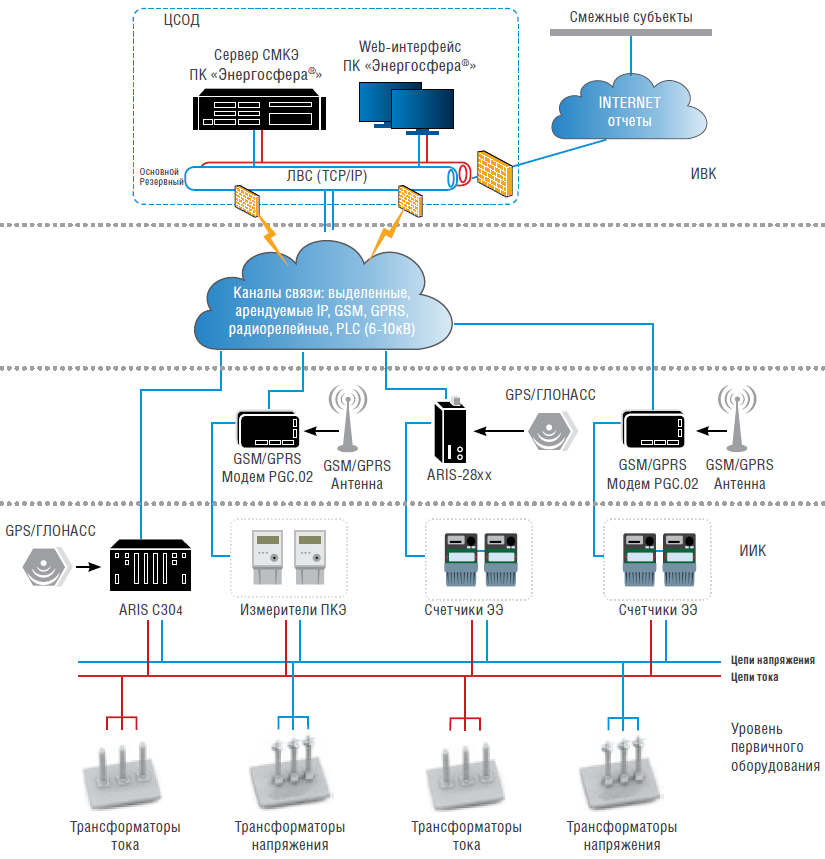 ЦСОД
Смежные субъекты
Сервер СМКЭ
ПК «Энергосфера®»
Web-интерфейс
ПК «Энергосфера®»
INTERNET
отчеты
Основной
Резервный
ЛВС (TCP/IP)
ИВК
Каналы связи: выделенные,
арендуемые IP, GSM, GPRS,
радиорелейные, PLC (6-10кВ)
GPS/ГЛОНАСС
GSM/GPRS
Модем PGC.02
GSM/GPRS
Антенна
ARIS-28xx
GSM/GPRS
Модем PGC.02
GSM/GPRS
Антенна
GPS/ГЛОНАСС
ИИК
ARIS C304
Измерители ПКЭ
Счетчики ЭЭ
Счетчики ЭЭ
Цепи напряжения
Цепи тока
Уровень
первичного
оборудования
Трансформаторы
тока
Трансформаторы
напряжения
Трансформаторы
тока
Трансформаторы
напряжения